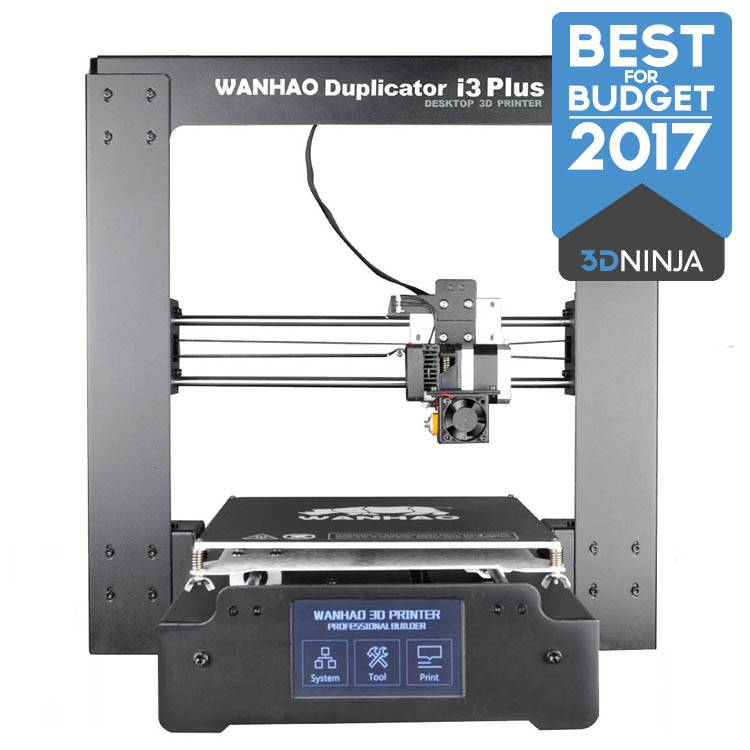 WANHAO Duplicator i3 Plus
DESKTOP 3D PRINTER
BEST
FOR
BUDGET
2017
3DNINJA
WANHAO
WANHAO 3D PRINTER
PROFESSIONAL BUILDER
System
Tool
Print